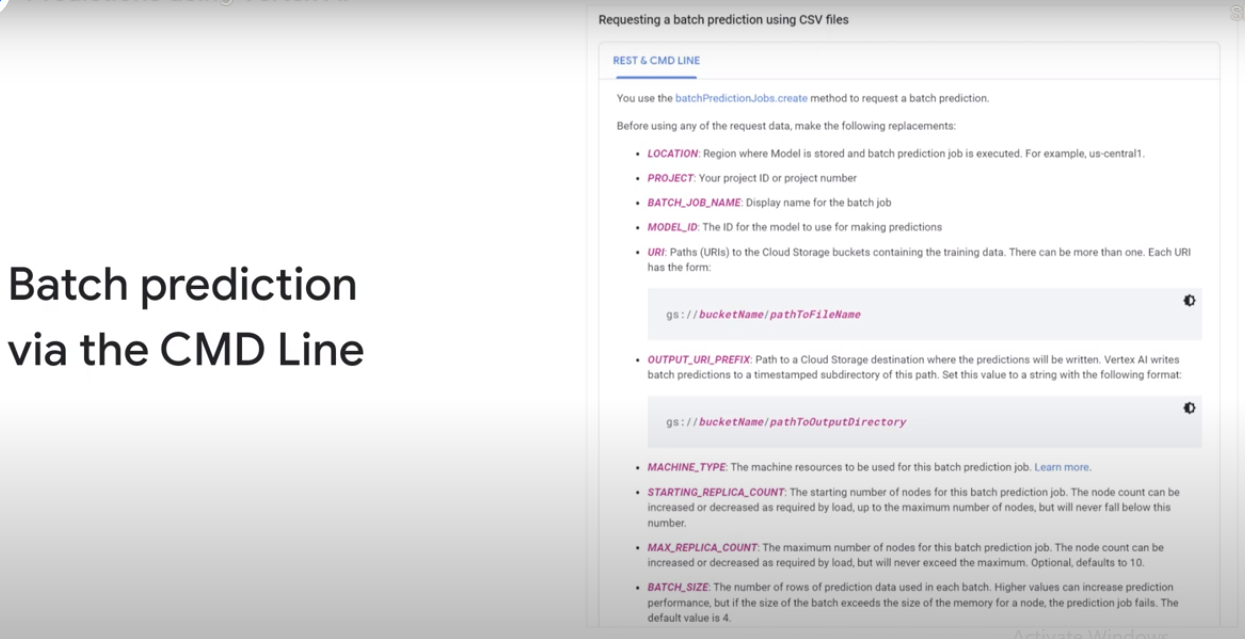 Requesting a batch prediction using CSV files
REST & CMD LINE
You use the batchPredictionJobs.create method to request a batch prediction.
Before using any of the request data, make the following replacements:
• LOCATION: Region where Model is stored and batch prediction job is executed. For example, us-central1.
• PROJECT: Your project ID or project number
• BATCH_JOB_NAME: Display name for the batch job
• MODEL_ID: The ID for the model to use for making predictions
• URI: Paths (URIs) to the Cloud Storage buckets containing the training data. There can be more than one. Each URI
has the form:
gs://bucketName/pathToFileName
• OUTPUT_URI_PREFIX: Path to a Cloud Storage destination where the predictions will be written. Vertex AI writes
batch predictions to a timestamped subdirectory of this path. Set this value to a string with the following format:
gs://bucketName/pathToOutputDirectory
• MACHINE_TYPE: The machine resources to be used for this batch prediction job. Learn more.
• STARTING_REPLICA_COUNT: The starting number of nodes for this batch prediction job. The node count can be
increased or decreased as required by load, up to the maximum number of nodes, but will never fall below this
number.
• MAX_REPLICA_COUNT: The maximum number of nodes for this batch prediction job. The node count can be
increased or decreased as required by load, but will never exceed the maximum. Optional, defaults to 10.
• BATCH_SIZE: The number of rows of prediction data used in each batch. Higher values can increase prediction
performance, but if the size of the batch exceeds the size of the memory for a node, the prediction job fails. The
default value is 4.
Batch prediction
via the CMD Line
Activate Windows